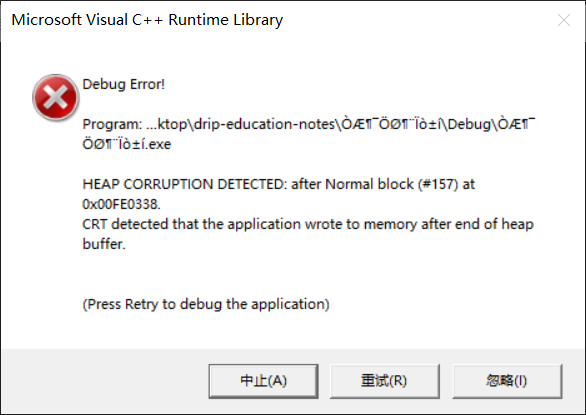 Microsoft Visual C++ Runtime Library
Debug Error!
Program: ...ktop\drip-education-notes\ÒÆ¶¯ÖØ¶¨Ïò±í\Debug\ÒÆ¶¯
ÖØ¶¨Ïò±í.exe
HEAP CORRUPTION DETECTED: after Normal block (#157) at
0x00FE0338.
CRT detected that the application wrote to memory after end of heap
buffer.
(Press Retry to debug the application)
中止(A)
重试(R)
忽略(I)